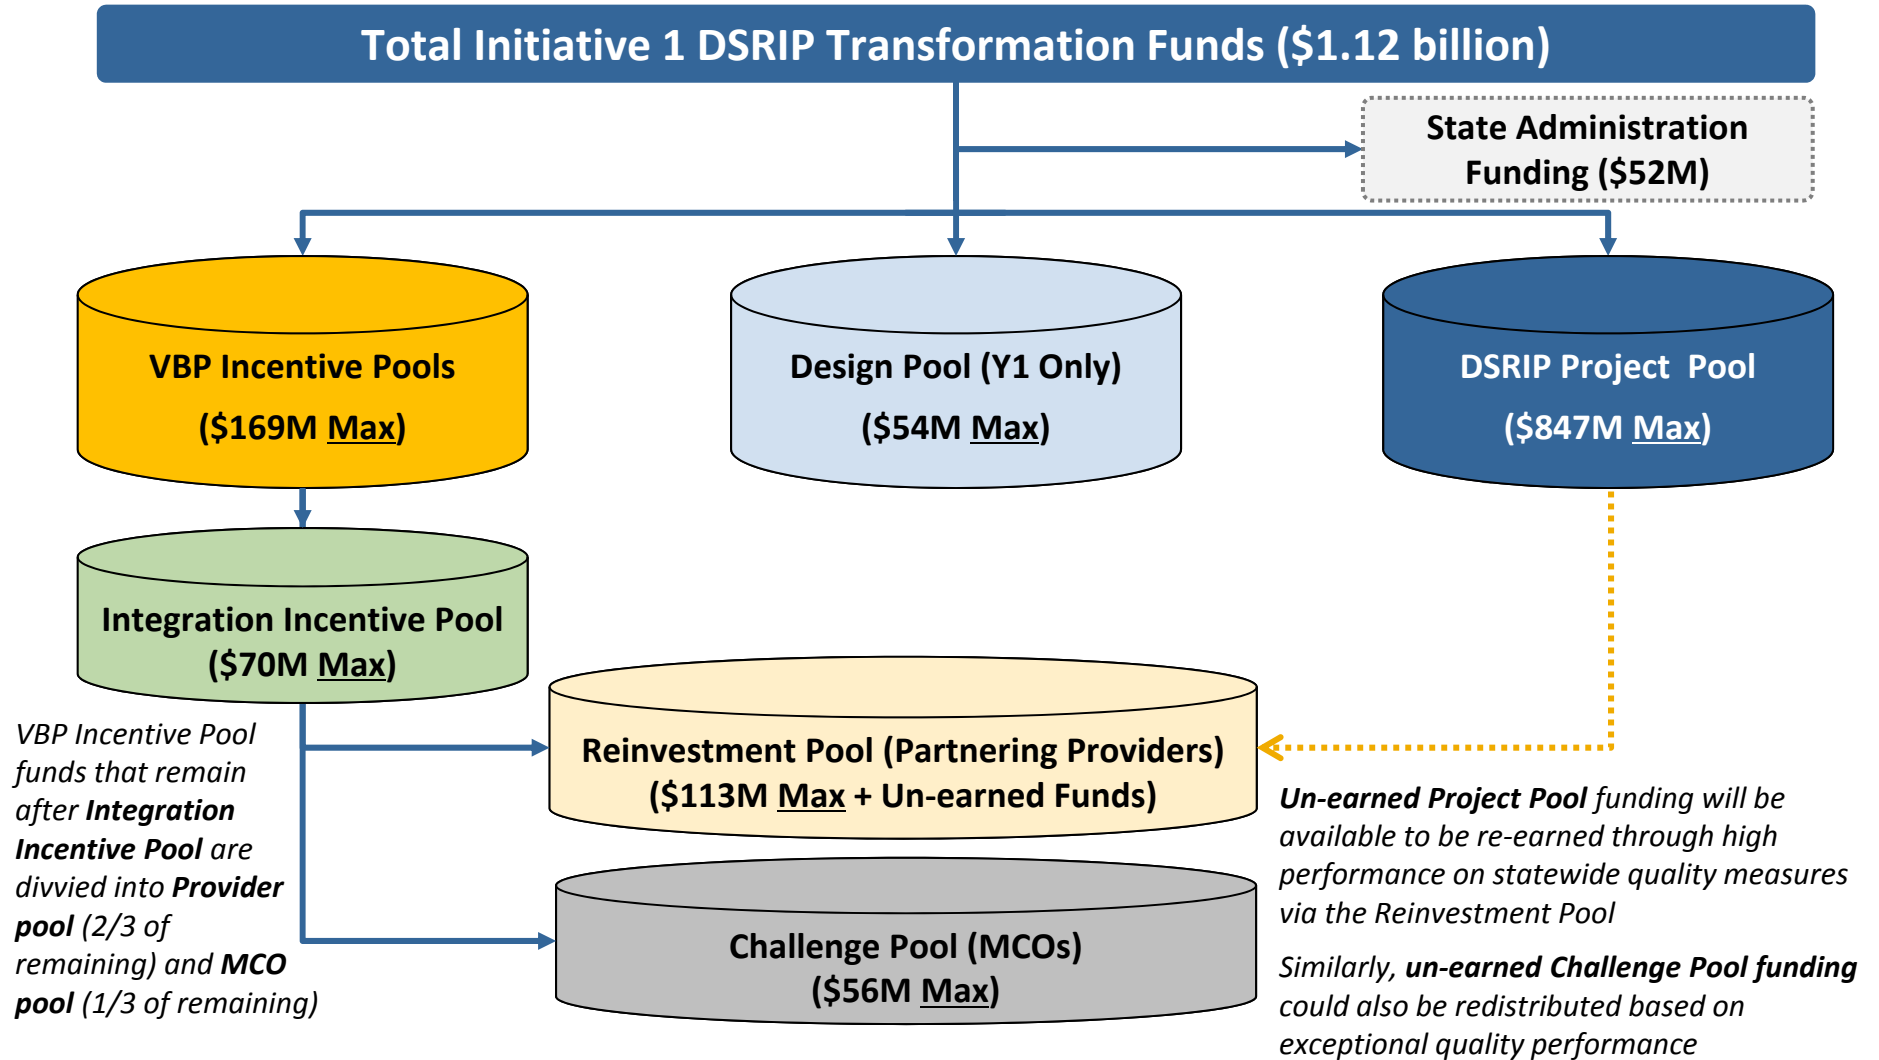 Total Initiative 1 DSRIP Transformation Funds ($1.12 billion)
State Administration
Funding ($52M)
VBP Incentive Pools
($169M Max)
Design Pool (Y1 Only)
($54M Max)
DSRIP Project  Pool
($847M Max)
Integration Incentive Pool
($70M Max)
Reinvestment Pool (Partnering Providers)
($113M Max + Un-earned Funds)
Challenge Pool (MCOs)
($56M Max)
VBP Incentive Pool
funds that remain
after Integration
Incentive Pool are
divvied into Provider
pool (2/3 of
remaining) and MCO
pool (1/3 of remaining)
Un-earned Project Pool funding will be
available to be re-earned through high
performance on statewide quality measures
via the Reinvestment Pool
Similarly, un-earned Challenge Pool funding
could also be redistributed based on
exceptional quality performance